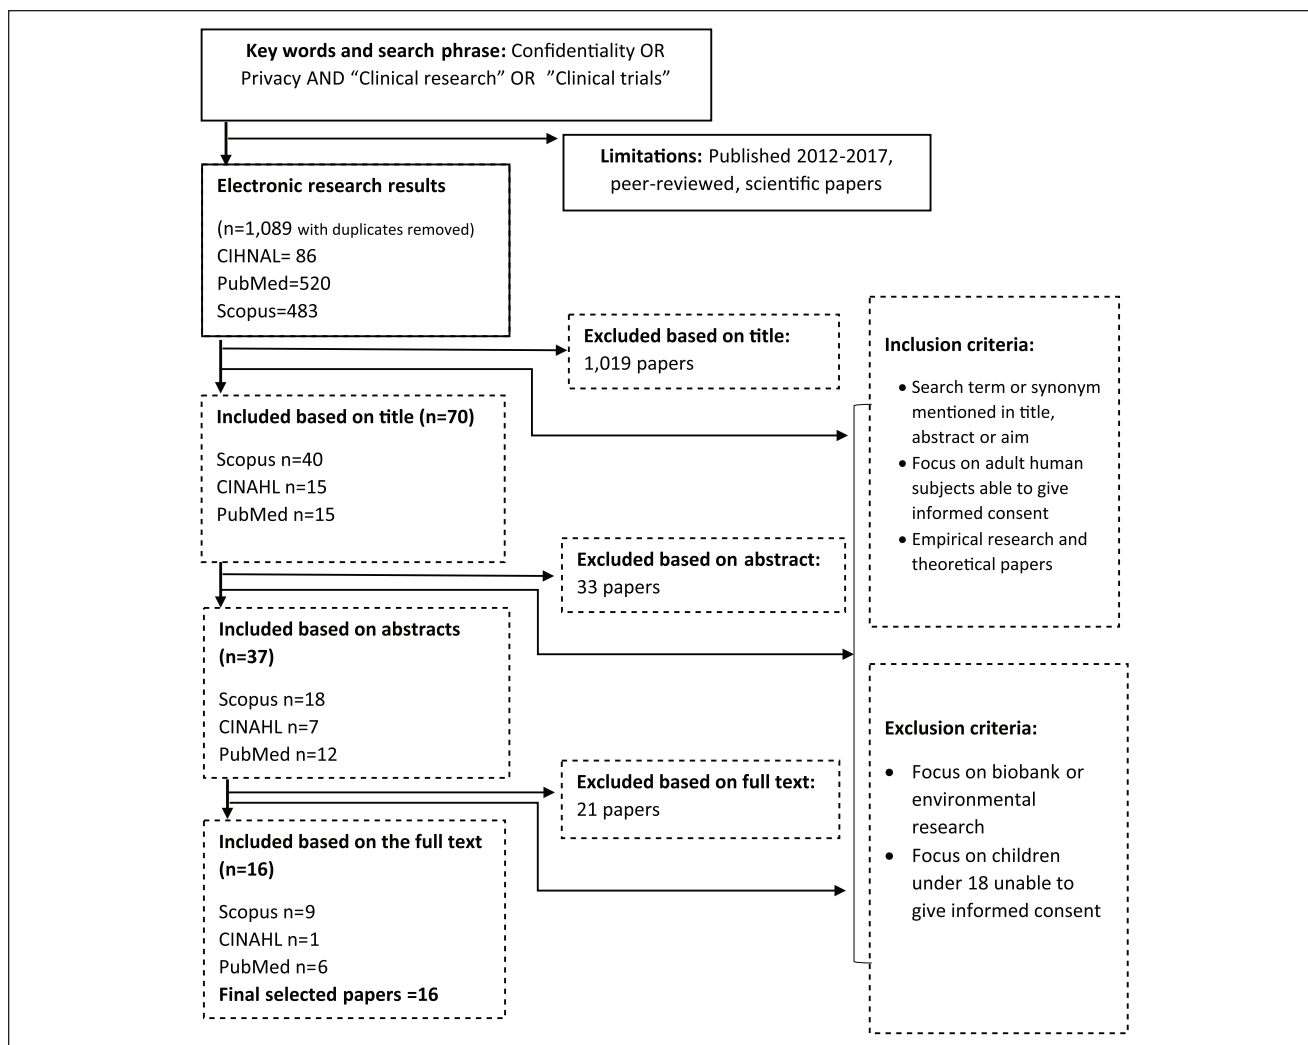 Key words and search phrase: Confidentiality OR
Privacy AND “Clinical research” OR ”Clinical trials”
Limitations: Published 2012-2017,
peer-reviewed, scientific papers
Electronic research results
(n=1,089 with duplicates removed)
CIHNAL= 86
PubMed=520
Scopus=483
Excluded based on title:
1,019 papers
Included based on title (n=70)
Scopus n=40
CINAHL n=15
PubMed n=15
Excluded based on abstract:
33 papers
Included based on abstracts
(n=37)
Scopus n=18
CINAHL n=7
PubMed n=12
Excluded based on full text:
21 papers
Included based on the full text
(n=16)
Scopus n=9
CINAHL n=1
PubMed n=6
Final selected papers =16
Inclusion criteria:
• Search term or synonym
mentioned in title,
abstract or aim
• Focus on adult human
subjects able to give
informed consent
• Empirical research and
theoretical papers
Exclusion criteria:
• Focus on biobank or
environmental
research
• Focus on children
under 18 unable to
give informed consent